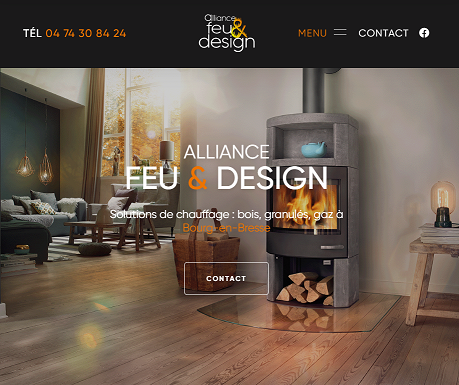 TÉL 04 74 30 84 24
Alliance
feu&
design
MENU
CONTACT
ALLIANCE
FEU & DESIGN
Solutions de chauffage : bois, granulés, gaz à
Bourg-en-Bresse
CONTACT